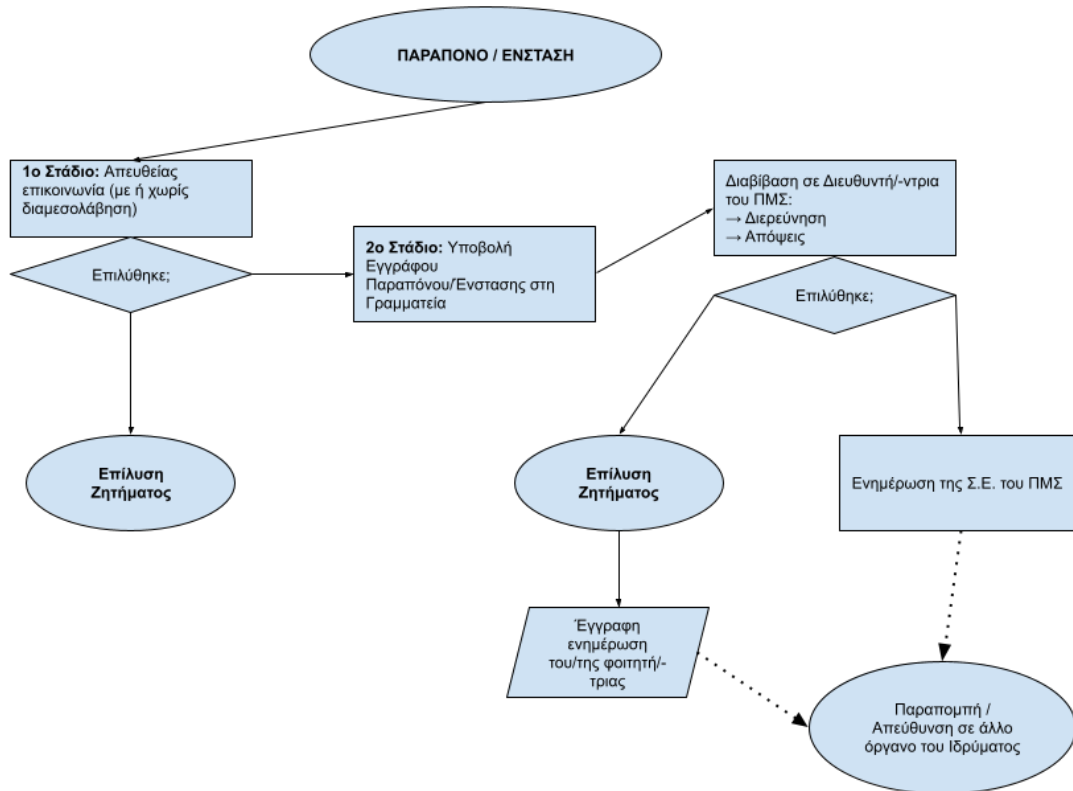 ΠΑΡΑΠΟΝΟ / ΕΝΣΤΑΣΗ
1ο Στάδιο: Απευθείας
επικοινωνία (με ή χωρίς
διαμεσολάβηση)
Επιλύθηκε;
2ο Στάδιο: Υποβολή
Εγγράφου
Παραπόνου/Ένστασης στη
Γραμματεία
Διαβίβαση σε Διευθυντή/-ντρια
του ΠΜΣ:
→ Διερεύνηση
→ Απόψεις
Επιλύθηκε;
Επίλυση
Ζητήματος
Επίλυση
Ζητήματος
Ενημέρωση της Σ.Ε. του ΠΜΣ
Έγγραφη
ενημέρωση
του/της φοιτητή/-
τριας
Παραπομπή /
Απεύθυνση σε άλλο
όργανο του Ιδρύματος